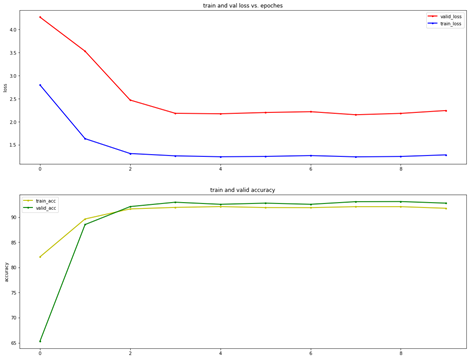 train and val loss vs. epoches
valid_loss
train_loss
4.0
3.5
3.0
2.5
2.0
1.5
loss
0 2 4 6 8
train and valid accuracy
train_acc
valid_acc
90
85
80
75
70
65
accuracy
0 2 4 6 8